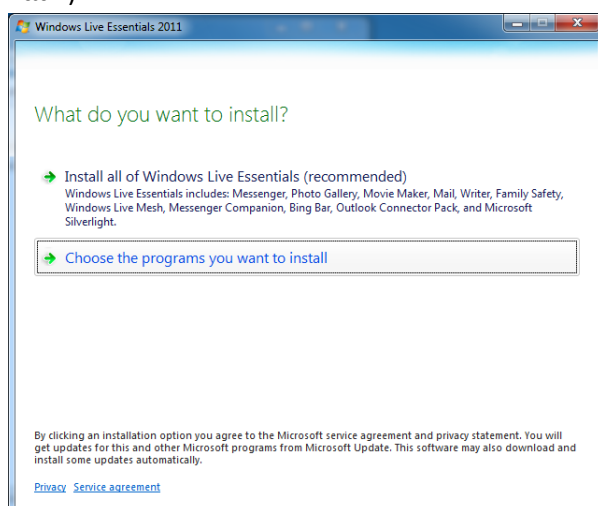 Windows Live Essentials 2011
What do you want to install?
Install all of Windows Live Essentials (recommended)
Windows Live Essentials includes: Messenger, Photo Gallery, Movie Maker, Mail, Writer, Family Safety,
Windows Live Mesh, Messenger Companion, Bing Bar, Outlook Connector Pack, and Microsoft
Silverlight.
Choose the programs you want to install
By clicking an installation option you agree to the Microsoft service agreement and privacy statement. You will
get updates for this and other Microsoft programs from Microsoft Update. This software may also download and
install some updates automatically.
Privacy Service agreement